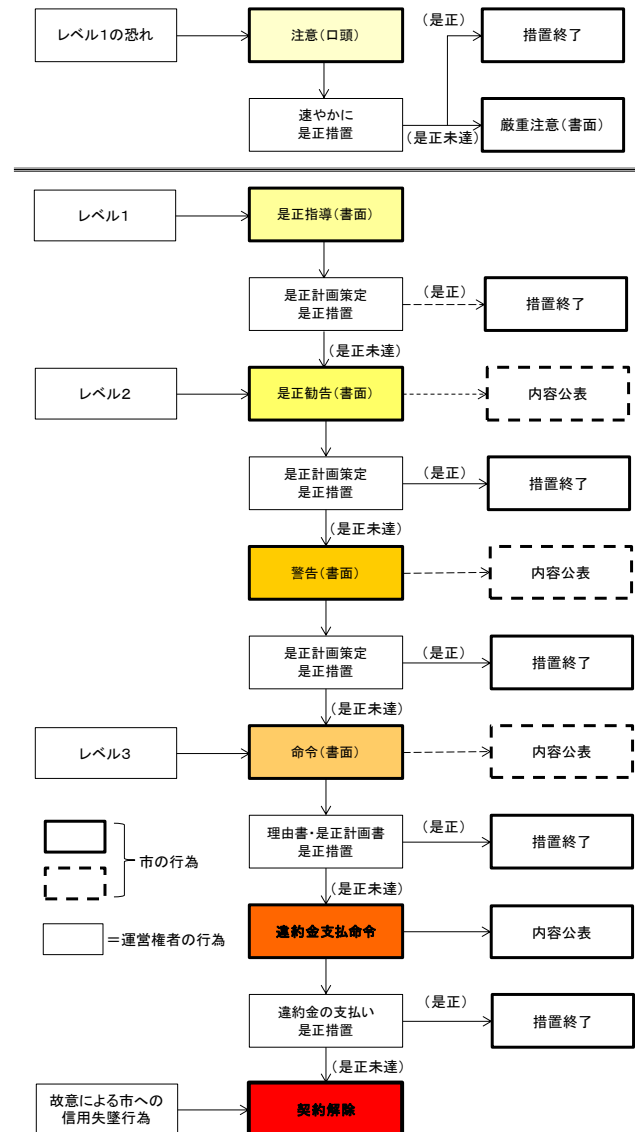 レベル1の恐れ
注意(口頭)
(是正)
措置終了
速やかに
是正措置
(是正未達)
厳重注意(書面)
レベル1
是正指導(書面)
是正計画策定
是正措置
(是正)
措置終了
(是正未達)
レベル2
是正勧告(書面)
内容公表
是正計画策定
是正措置
(是正)
措置終了
(是正未達)
警告(書面)
内容公表
是正計画策定
是正措置
(是正)
措置終了
(是正未達)
レベル3
命令(書面)
内容公表
理由書・是正計画書
是正措置
(是正)
措置終了
市の行為
(是正未達)
違約金支払命令
内容公表
=運営権者の行為
違約金の支払い
是正措置
(是正)
措置終了
(是正未達)
故意による市への
信用失墜行為
契約解除